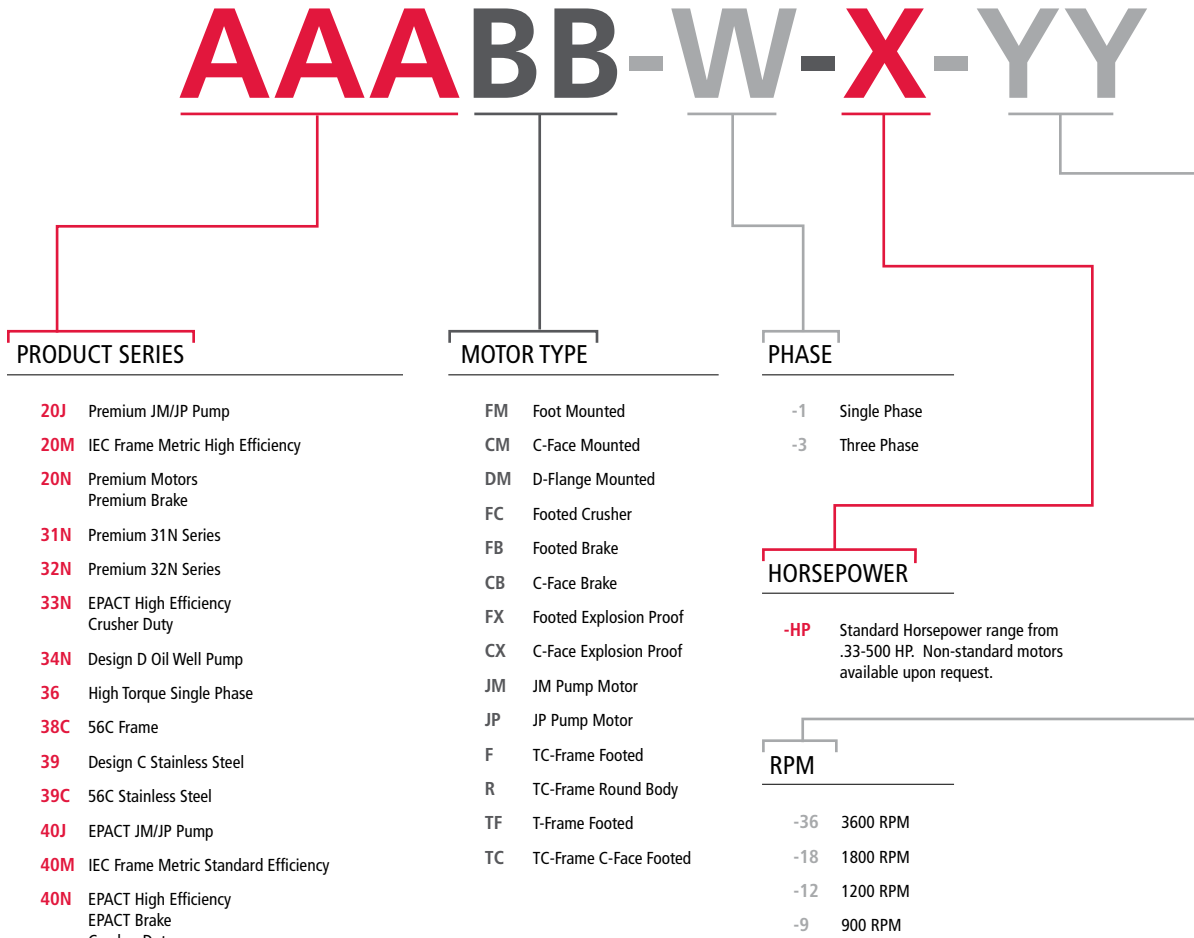 AAABB-W-X-YY
PRODUCT SERIES
20J Premium JM/JP Pump
20M IEC Frame Metric High Efficiency
20N Premium Motors
Premium Brake
31N Premium 31N Series
32N Premium 32N Series
33N EPACT High Efficiency
Crusher Duty
34N Design D Oil Well Pump
36 High Torque Single Phase
38C 56C Frame
39 Design C Stainless Steel
39C 56C Stainless Steel
40J EPACT JM/JP Pump
40M IEC Frame Metric Standard Efficiency
40N EPACT High Efficiency
EPACT Brake
MOTOR TYPE
FM Foot Mounted
CM C-Face Mounted
DM D-Flange Mounted
FC Footed Crusher
FB Footed Brake
CB C-Face Brake
FX Footed Explosion Proof
CX C-Face Explosion Proof
JM JM Pump Motor
JP JP Pump Motor
F TC-Frame Footed
R TC-Frame Round Body
TF T-Frame Footed
TC TC-Frame C-Face Footed
PHASE
-1 Single Phase
-3 Three Phase
HORSEPOWER
-HP Standard Horsepower range from
.33-500 HP. Non-standard motors
available upon request.
RPM
-36 3600 RPM
-18 1800 RPM
-12 1200 RPM
-9 900 RPM